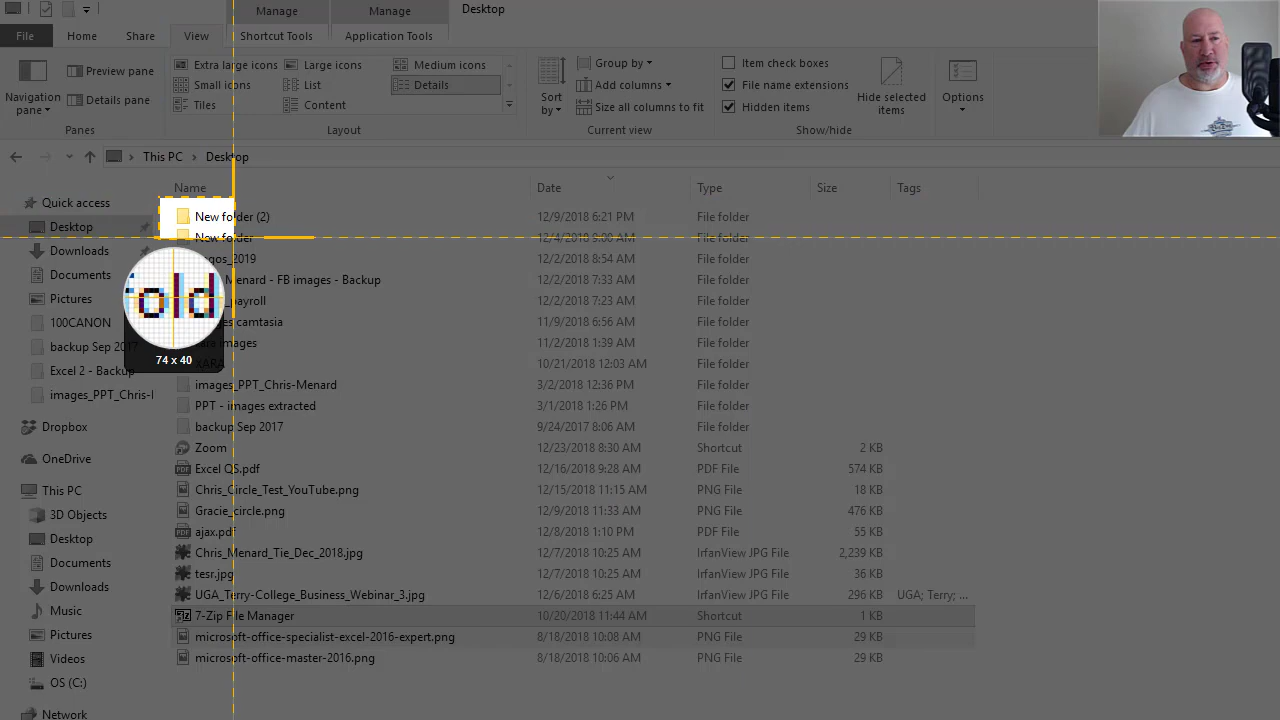 Manage Manage Desktop
File Home Share View Shortcut Tools Application Tools
Navigation pane
Preview pane
Details pane
Panes
Extra large icons Large icons Medium icons
Small icons List Details
Tiles Content
Layout
Sort by
Group by
Add columns
Size all columns to fit
Current view
Item check boxes
File name extensions
Hidden items
Hide selected items
Show/hide
Options
This PC > Desktop
Name Date Type Size Tags
Quick access
Desktop
Downloads
Documents
Pictures
100CANON
backup Sep 2017
Excel 2 - Backup
images_PPT_Chris-
Dropbox
OneDrive
This PC
3D Objects
Desktop
Documents
Downloads
Music
Pictures
Videos
OS (C:)
Network
New folder (2) 12/9/2018 6:21 PM File folder
New folder 12/4/2018 9:00 AM File folder
_2019 12/2/2018 8:54 AM File folder
Menard - FB images - Backup 12/2/2018 7:33 AM File folder
payroll 12/2/2018 7:23 AM File folder
camtasia 11/9/2018 6:56 AM File folder
images 11/2/2018 1:39 AM File folder
XARA 10/21/2018 12:03 AM File folder
images_PPT_Chris-Menard 3/2/2018 12:36 PM File folder
PPT - images extracted 3/1/2018 1:26 PM File folder
backup Sep 2017 9/24/2017 8:06 AM File folder
Zoom 12/23/2018 8:30 AM Shortcut 2 KB
Excel QS.pdf 12/16/2018 9:28 AM PDF File 574 KB
Chris_Circle_Test_YouTube.png 12/15/2018 11:15 AM PNG File 18 KB
Gracie_circle.png 12/9/2018 11:33 AM PNG File 476 KB
ajax.pdf 12/8/2018 1:10 PM PDF File 55 KB
Chris_Menard_Tie_Dec_2018.jpg 12/7/2018 10:25 AM IrfanView JPG File 2,239 KB
tesr.jpg 12/7/2018 10:25 AM IrfanView JPG File 36 KB
UGA_Terry-College_Business_Webinar_3.jpg 12/6/2018 6:25 AM IrfanView JPG File 296 KB UGA; Terry; ...
7-Zip File Manager 10/20/2018 11:44 AM Shortcut 1 KB
microsoft-office-specialist-excel-2016-expert.png 8/18/2018 10:08 AM PNG File 29 KB
microsoft-office-master-2016.png 8/18/2018 10:06 AM PNG File 29 KB
old
74 x 40